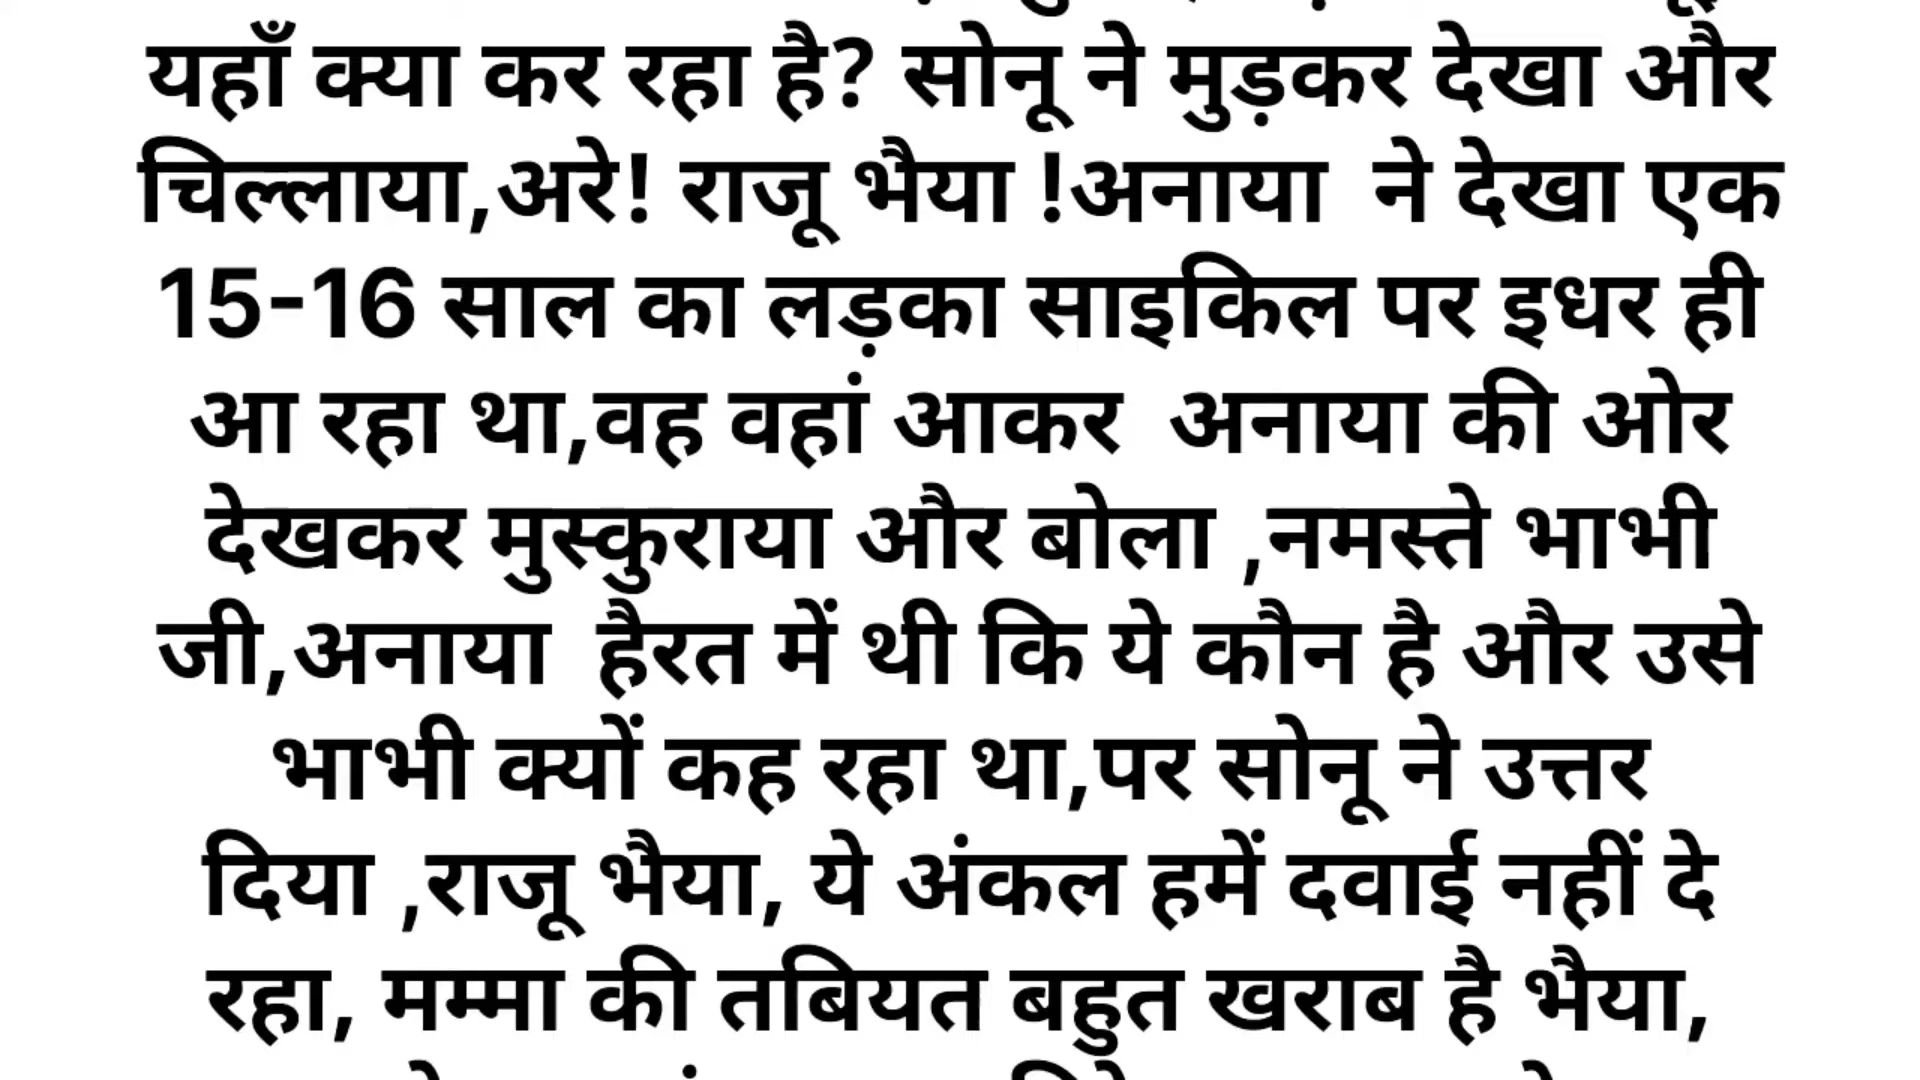 यहाँ क्या कर रहा है? सोनू ने मुड़कर देखा और
चिल्लाया,अरे! राजू भैया !अनाया  ने देखा एक
15-16 साल का लड़का साइकिल पर इधर ही
आ रहा था,वह वहां आकर  अनाया की ओर
देखकर मुस्कुराया और बोला ,नमस्ते भाभी
जी,अनाया  हैरत में थी कि ये कौन है और उसे
भाभी क्यों कह रहा था,पर सोनू ने उत्तर
दिया ,राजू भैया, ये अंकल हमें दवाई नहीं दे
रहा, मम्मा की तबियत बहुत खराब है भैया,